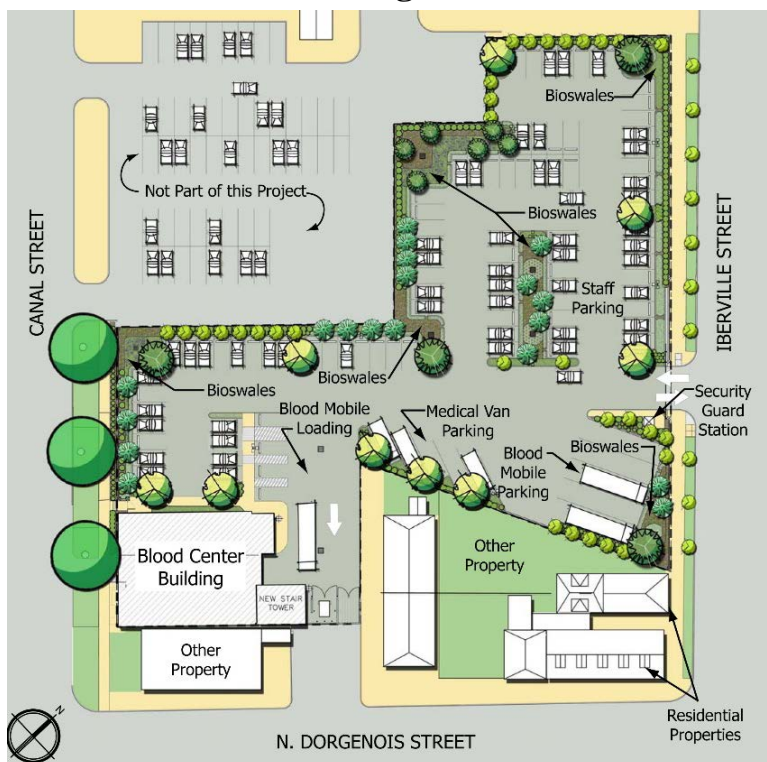 Bioswales
Not Part of this Project
Bioswales
CANAL STREET
IBERVILLE STREET
Staff
Parking
Bioswales
Bioswales
Blood Mobile
Loading
Medical Van
Parking
Security
Guard
Station
Blood
Mobile
Parking
Bioswales
Blood Center
Building
Other
Property
NEW STAIR
TOWER
Other
Property
Residential
Properties
N. DORGENOIS STREET
N